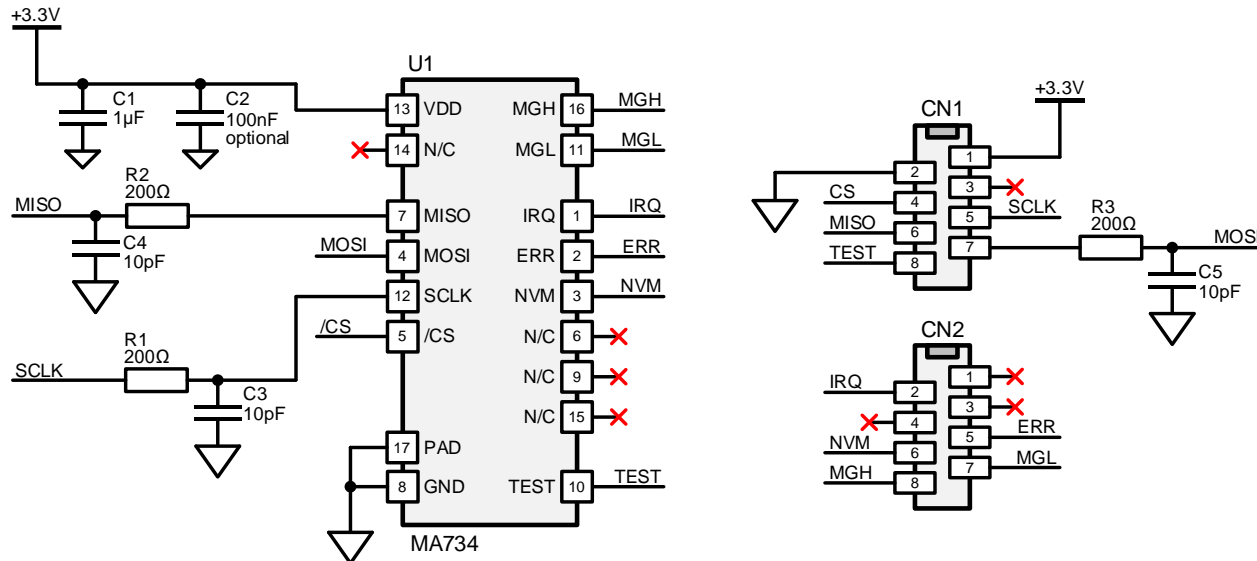 +3.3V
C1
1µF
C2
100nF
optional
U1
13 VDD
14 N/C
7 MISO
4 MOSI
12 SCLK
5 /CS
17 PAD
8 GND
MGH 16 MGH
MGL 11 MGL
IRQ 1 IRQ
ERR 2 ERR
NVM 3 NVM
N/C 6
N/C 9
N/C 15
TEST 10 TEST
MA734
MISO
R2
200Ω
C4
10pF
MOSI
/CS
SCLK
R1
200Ω
C3
10pF
CN1
+3.3V
2
CS 4
MISO 6
TEST 8
1
3
5 SCLK
7
R3
200Ω
MOSI
C5
10pF
CN2
IRQ 2
4
NVM 6
MGH 8
1
3
5 ERR
7 MGL